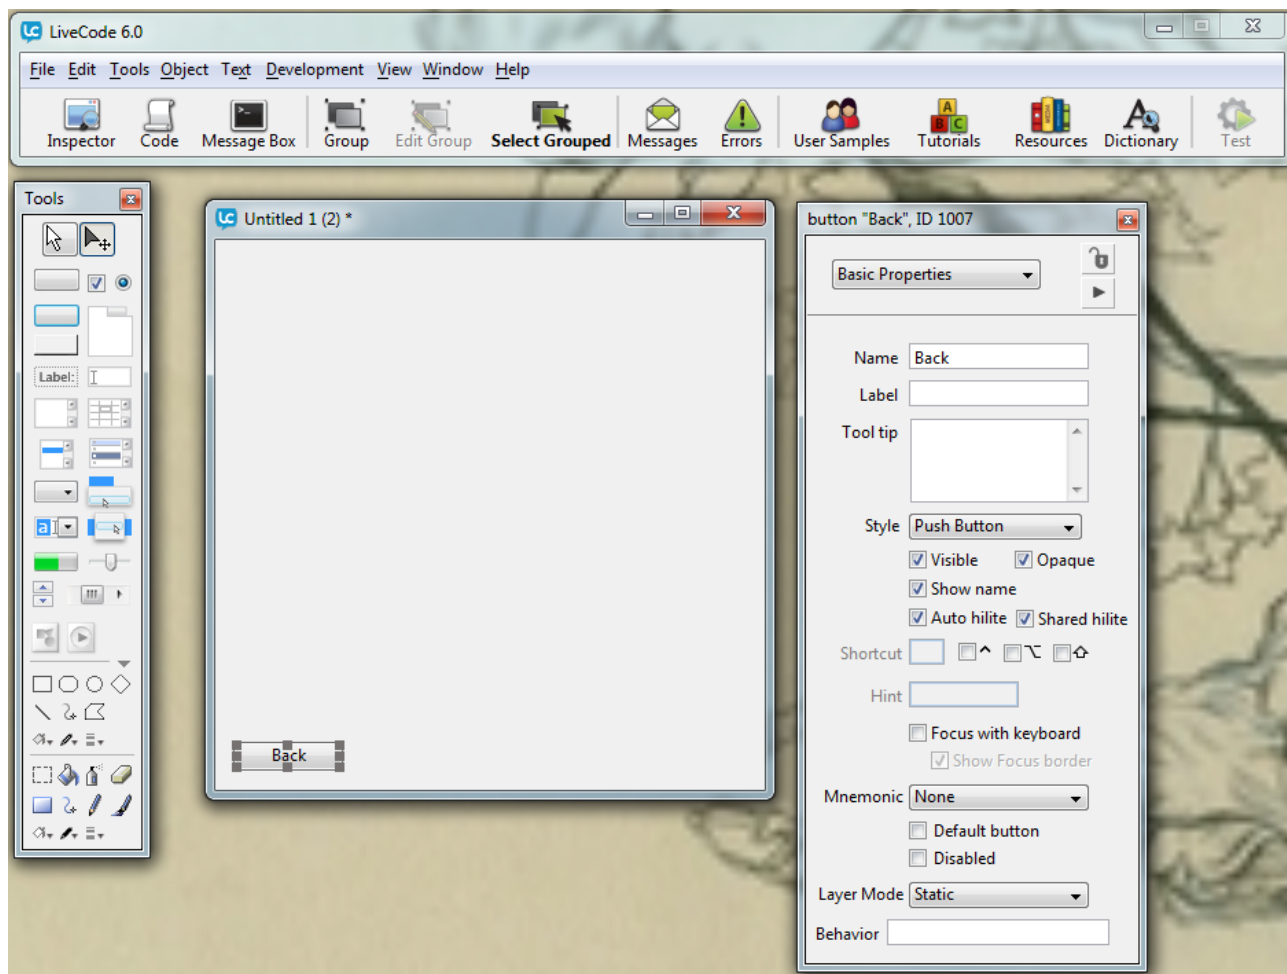 LiveCode 6.0
File Edit Tools Object Text Development View Window Help
Inspector Code Message Box Group Edit Group Select Grouped Messages Errors User Samples Tutorials Resources Dictionary Test
Tools
Label:
Untitled 1 (2) *
Back
button "Back", ID 1007
Basic Properties
Name Back
Label
Tool tip
Style Push Button
Visible Opaque
Show name
Auto hilite Shared hilite
Shortcut
Hint
Focus with keyboard
Show Focus border
Mnemonic None
Default button
Disabled
Layer Mode Static
Behavior